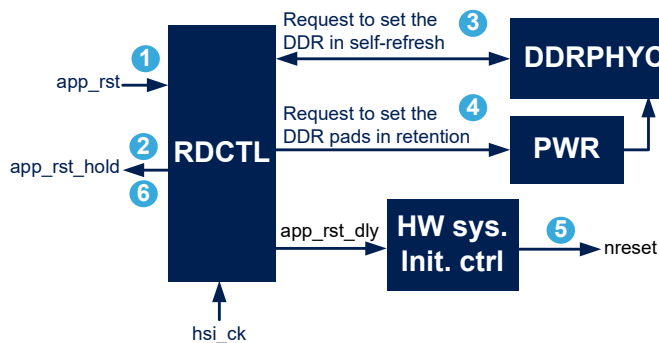 Request to set the
DDR in self-refresh
3
DDRPHYC
1
app_rst
RDCTL
Request to set the
DDR pads in retention
4
PWR
2
app_rst_hold
6
app_rst_dly
HW sys.
Init. ctrl
5
nreset
hsi_ck